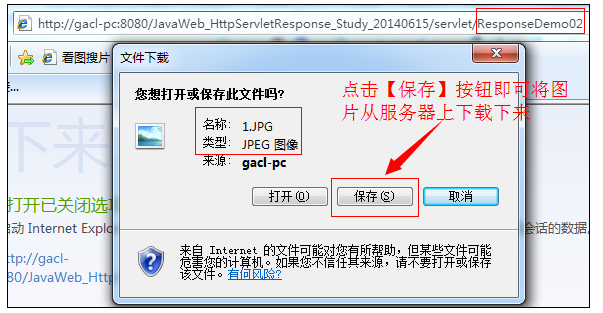 http://gacl-pc:8080/JavaWeb_HttpServletResponse_Study_20140615/servlet/ResponseDemo02
看图搜片
文件下载
您想打开或保存此文件吗?
名称: 1.JPG
类型: JPEG 图像
来源: gacl-pc
点击【保存】按钮即可将图
片从服务器上下载下来
打开(O)
保存(S)
取消
来自 Internet 的文件可能对您有所帮助，但某些文件可能
危害您的计算机。如果您不信任其来源，请不要打开或保存
该文件。有何风险?
下来
打开已关闭选项
动 Internet Explo
会话的数据,
http://gacl-
80/JavaWeb_Htt